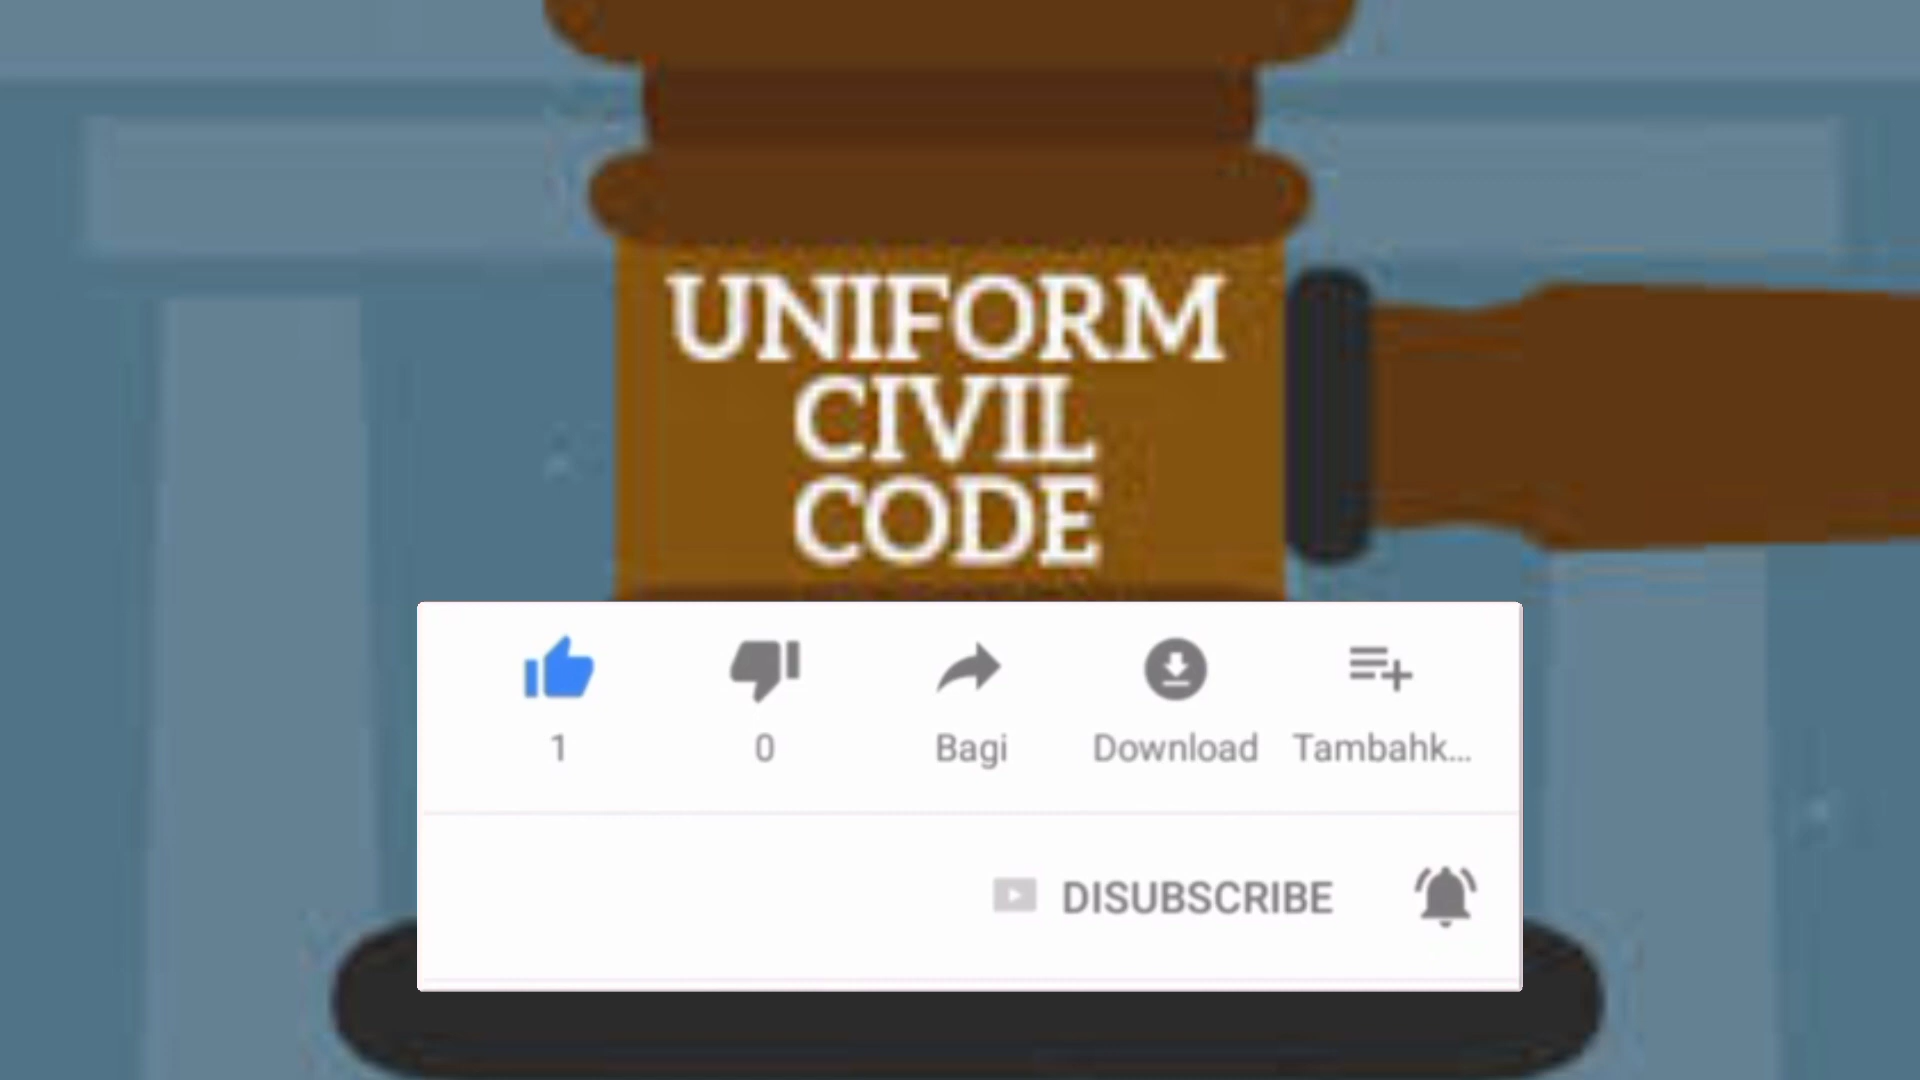 UNIFORM
CIVIL
CODE
1 0 Bagi Download Tambahk...
DISUBSCRIBE